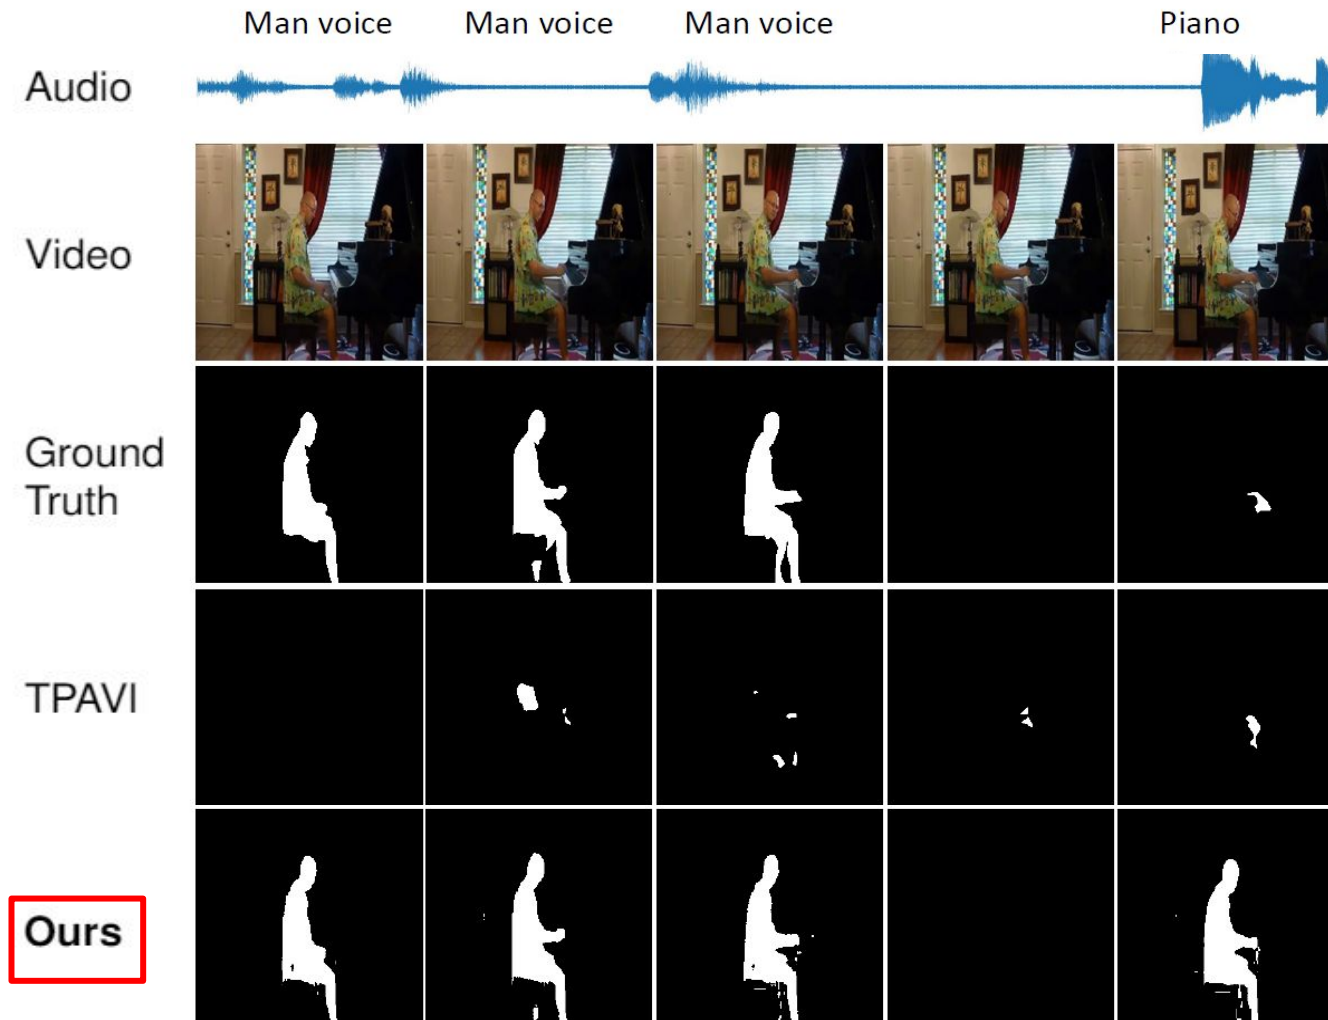 Man voice Man voice Man voice Piano
Audio
Video
Ground
Truth
TPAVI
Ours